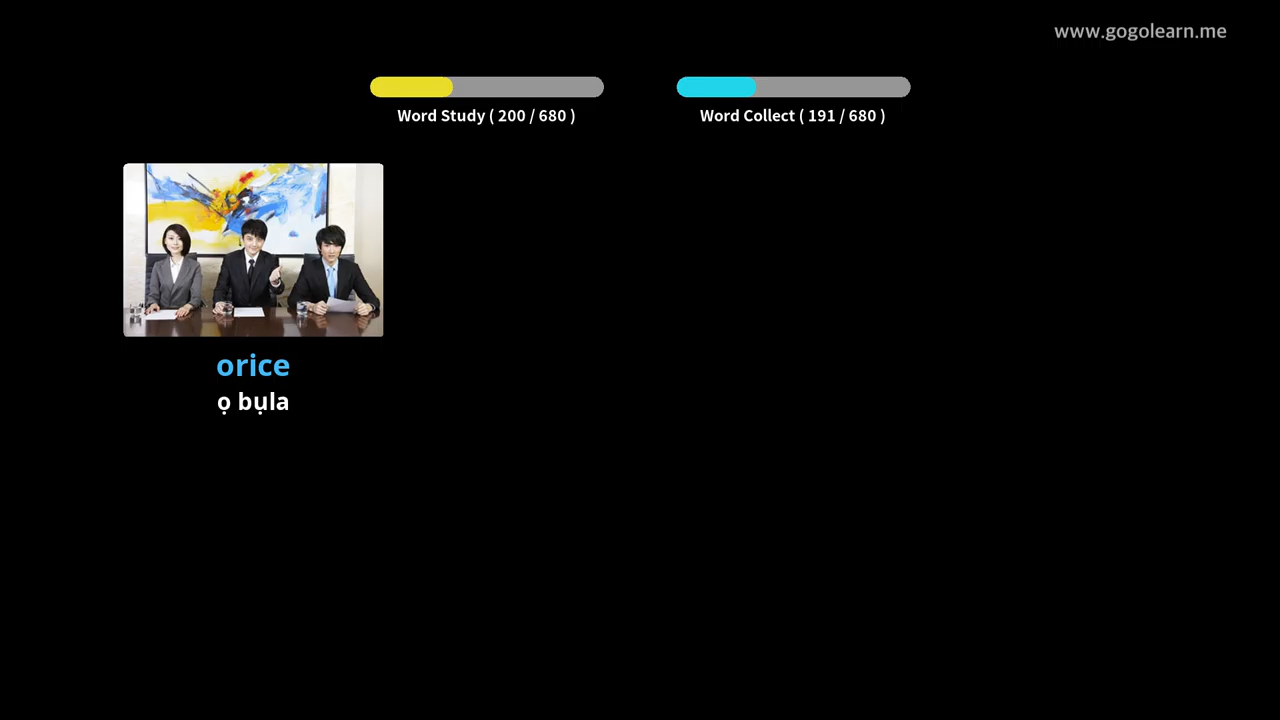 www.gogolearn.me
Word Study ( 200 / 680 )
Word Collect ( 191 / 680 )
orice
ọ bụla